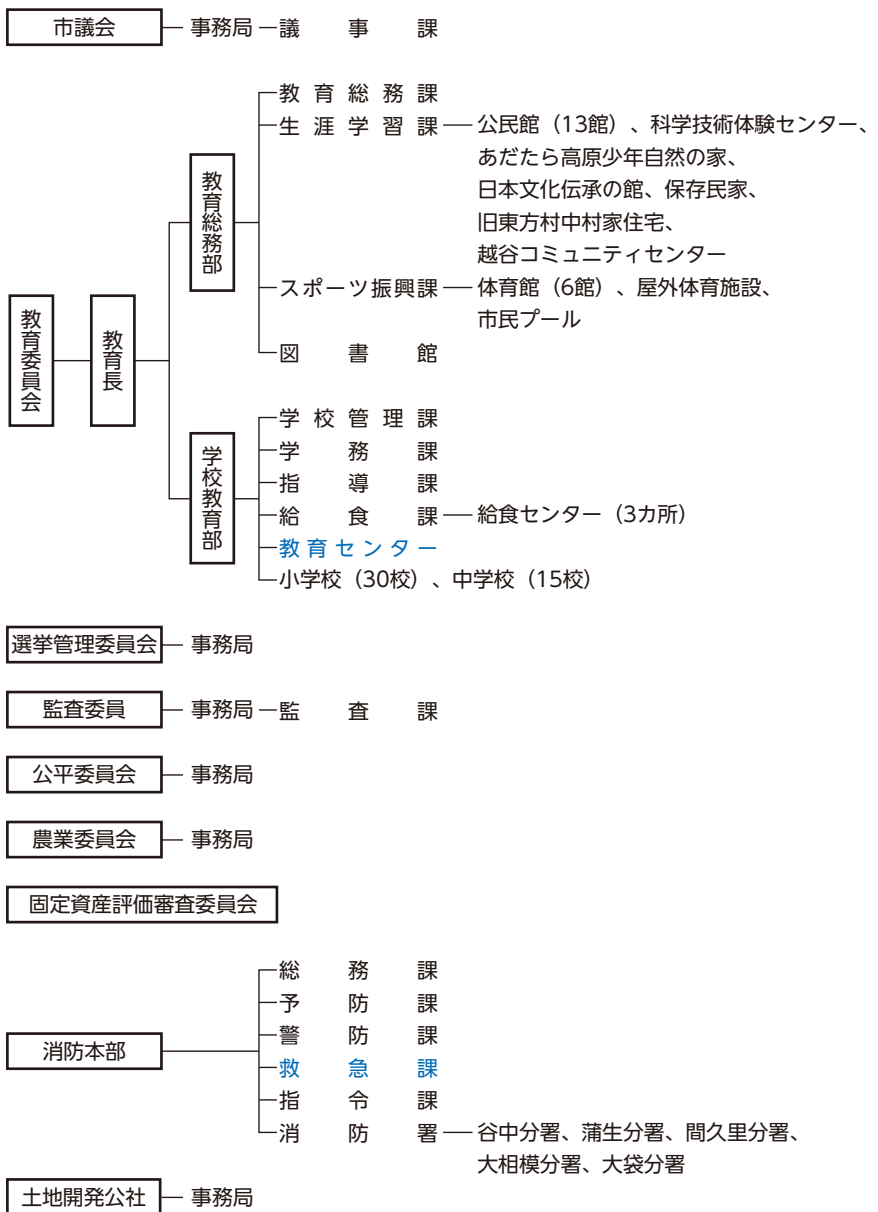 市議会 事務局 議事課
教育総務課
生涯学習課 公民館（13館）、科学技術体験センター、
あだたら高原少年自然の家、
日本文化伝承の館、保存民家、
旧東方村中村家住宅、
越谷コミュニティセンター
教育総務部
スポーツ振興課 体育館（6館）、屋外体育施設、
市民プール
図書館
教育委員会
教育長
学校教育部
学校管理課
学務課
指導課
給食課 給食センター（3カ所）
教育センター
小学校（30校）、中学校（15校）
選挙管理委員会 事務局
監査委員 事務局 監査課
公平委員会 事務局
農業委員会 事務局
固定資産評価審査委員会
消防本部
総務課
予防課
警防課
救急課
指令課
消防署 谷中分署、蒲生分署、間久里分署、
大相模分署、大袋分署
土地開発公社 事務局